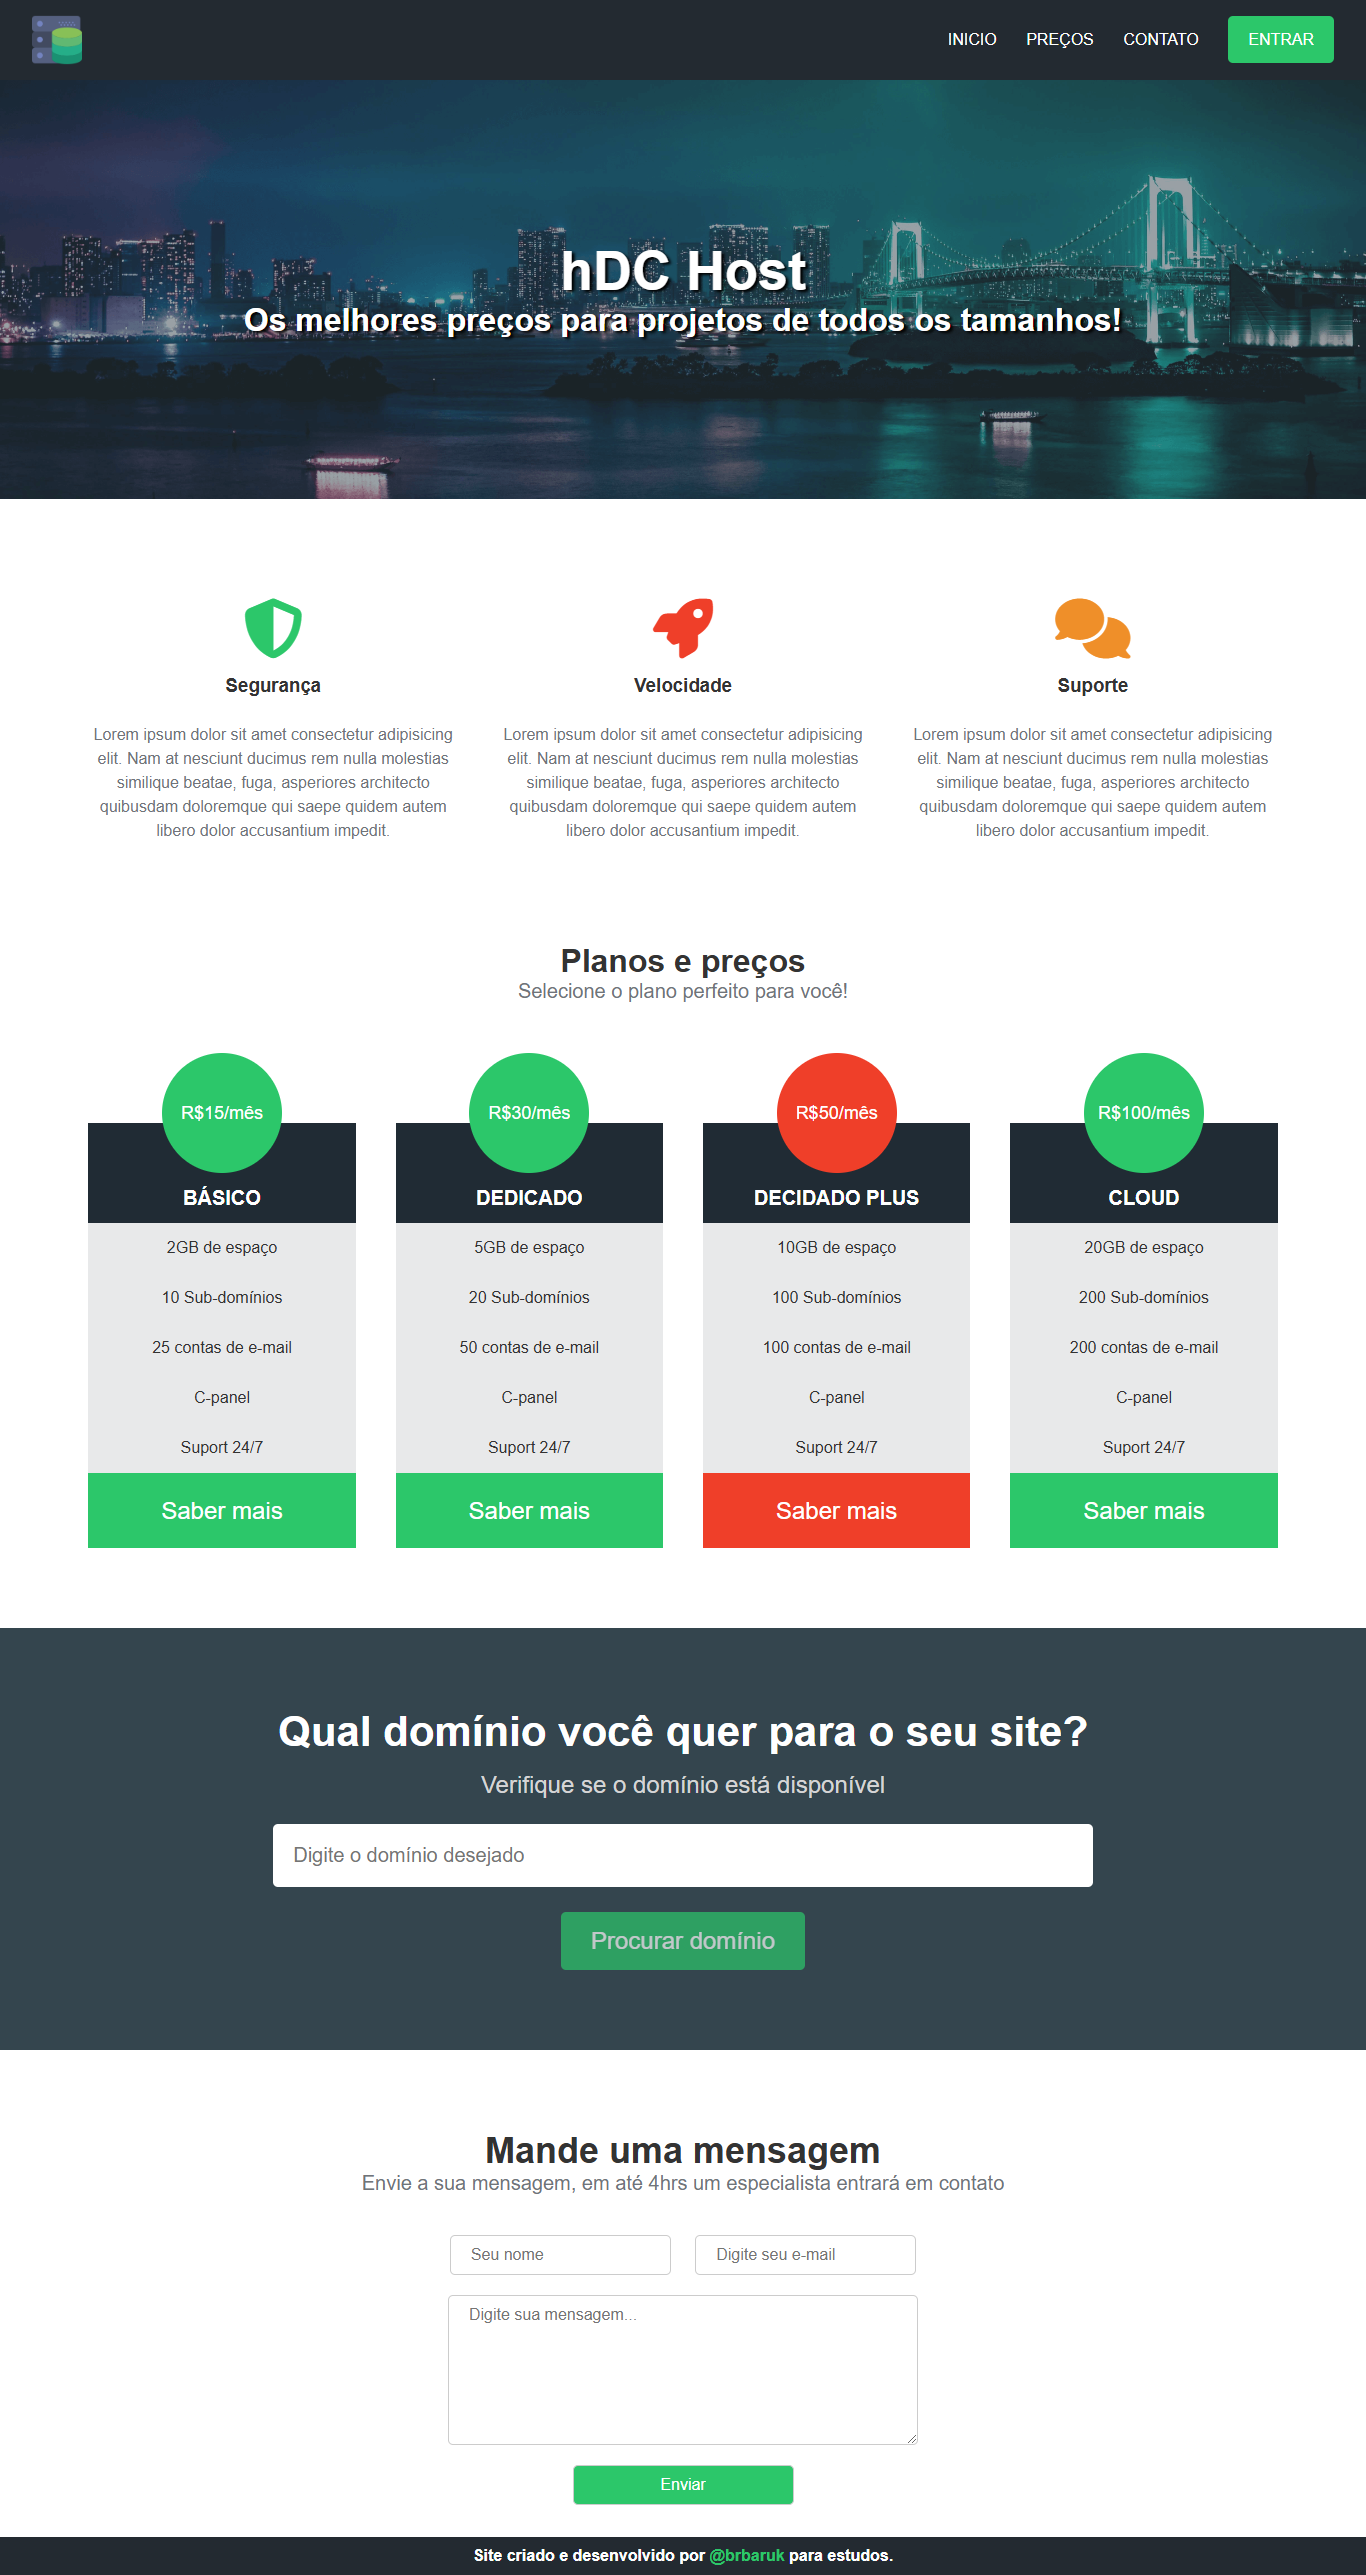 INICIO PREÇOS CONTATO ENTRAR
hDC Host
Os melhores preços para projetos de todos os tamanhos!
Segurança
Lorem ipsum dolor sit amet consectetur adipisicing
elit. Nam at nesciunt ducimus rem nulla molestias
similique beatae, fuga, asperiores architecto
quibusdam doloremque qui saepe quidem autem
libero dolor accusantium impedit.
Velocidade
Lorem ipsum dolor sit amet consectetur adipisicing
elit. Nam at nesciunt ducimus rem nulla molestias
similique beatae, fuga, asperiores architecto
quibusdam doloremque qui saepe quidem autem
libero dolor accusantium impedit.
Suporte
Lorem ipsum dolor sit amet consectetur adipisicing
elit. Nam at nesciunt ducimus rem nulla molestias
similique beatae, fuga, asperiores architecto
quibusdam doloremque qui saepe quidem autem
libero dolor accusantium impedit.
Planos e preços
Selecione o plano perfeito para você!
R$15/mês
BÁSICO
2GB de espaço
10 Sub-domínios
25 contas de e-mail
C-panel
Suport 24/7
Saber mais
R$30/mês
DEDICADO
5GB de espaço
20 Sub-domínios
50 contas de e-mail
C-panel
Suport 24/7
Saber mais
R$50/mês
DECIDADO PLUS
10GB de espaço
100 Sub-domínios
100 contas de e-mail
C-panel
Suport 24/7
Saber mais
R$100/mês
CLOUD
20GB de espaço
200 Sub-domínios
200 contas de e-mail
C-panel
Suport 24/7
Saber mais
Qual domínio você quer para o seu site?
Verifique se o domínio está disponível
Digite o domínio desejado
Procurar domínio
Mande uma mensagem
Envie a sua mensagem, em até 4hrs um especialista entrará em contato
Seu nome
Digite seu e-mail
Digite sua mensagem...
Enviar
Site criado e desenvolvido por @brbaruk para estudos.